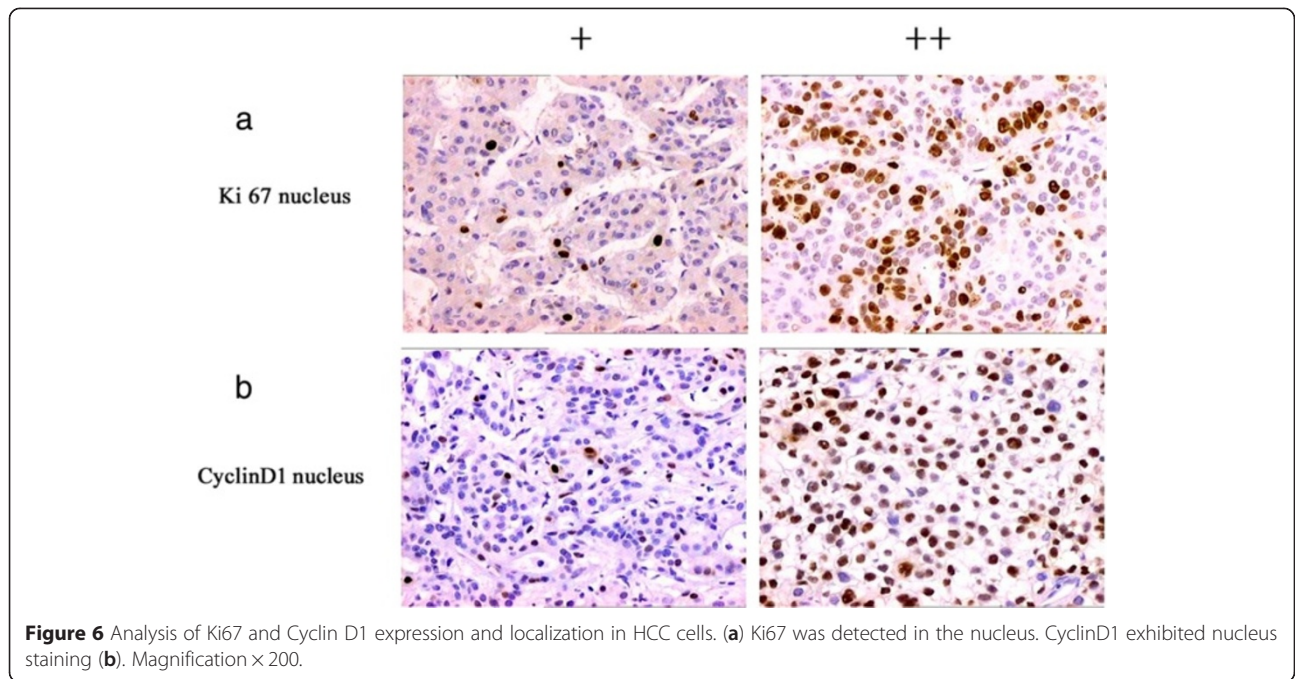 + ++
a
Ki 67 nucleus
b
CyclinD1 nucleus
Figure 6 Analysis of Ki67 and Cyclin D1 expression and localization in HCC cells. (a) Ki67 was detected in the nucleus. CyclinD1 exhibited nucleus
staining (b). Magnification × 200.